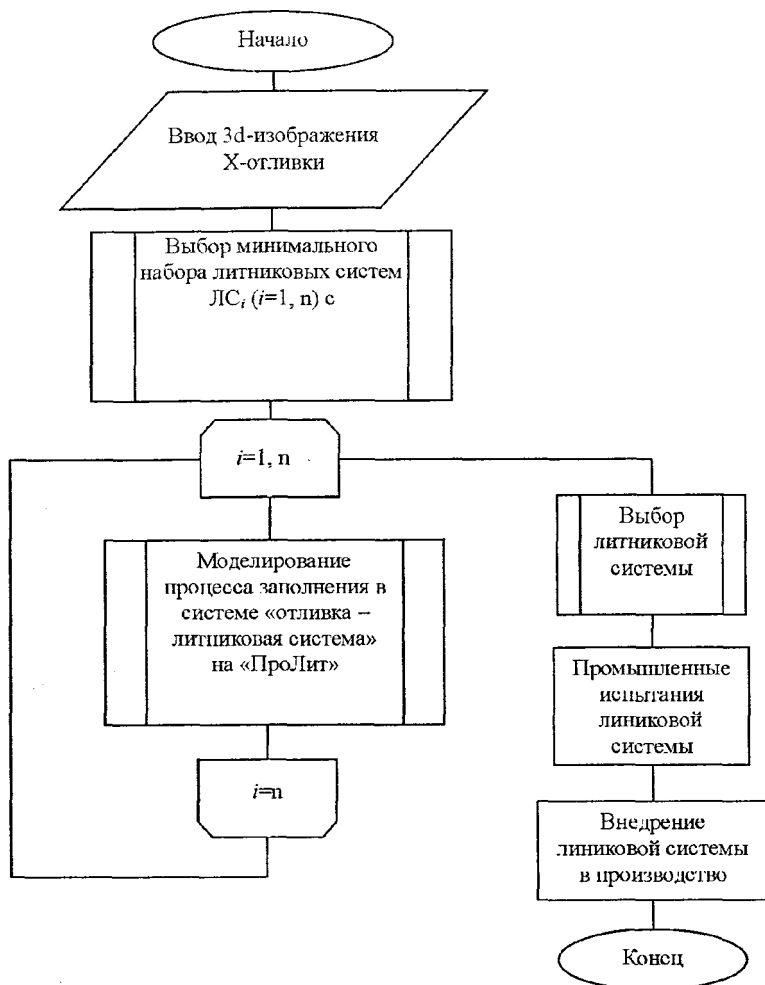 Начало
Ввод 3d-изображения
Х-отливки
Выбор минимального
набора литниковых систем
ЛСi (i=1, n) с
i=1, n
Моделирование
процесса заполнения в
системе «отливка –
литниковая система»
на «ПроЛит»
i=n
Выбор
литниковой
системы
Промышленные
испытания
линиковой
системы
Внедрение
линиковой системы
в производство
Конец